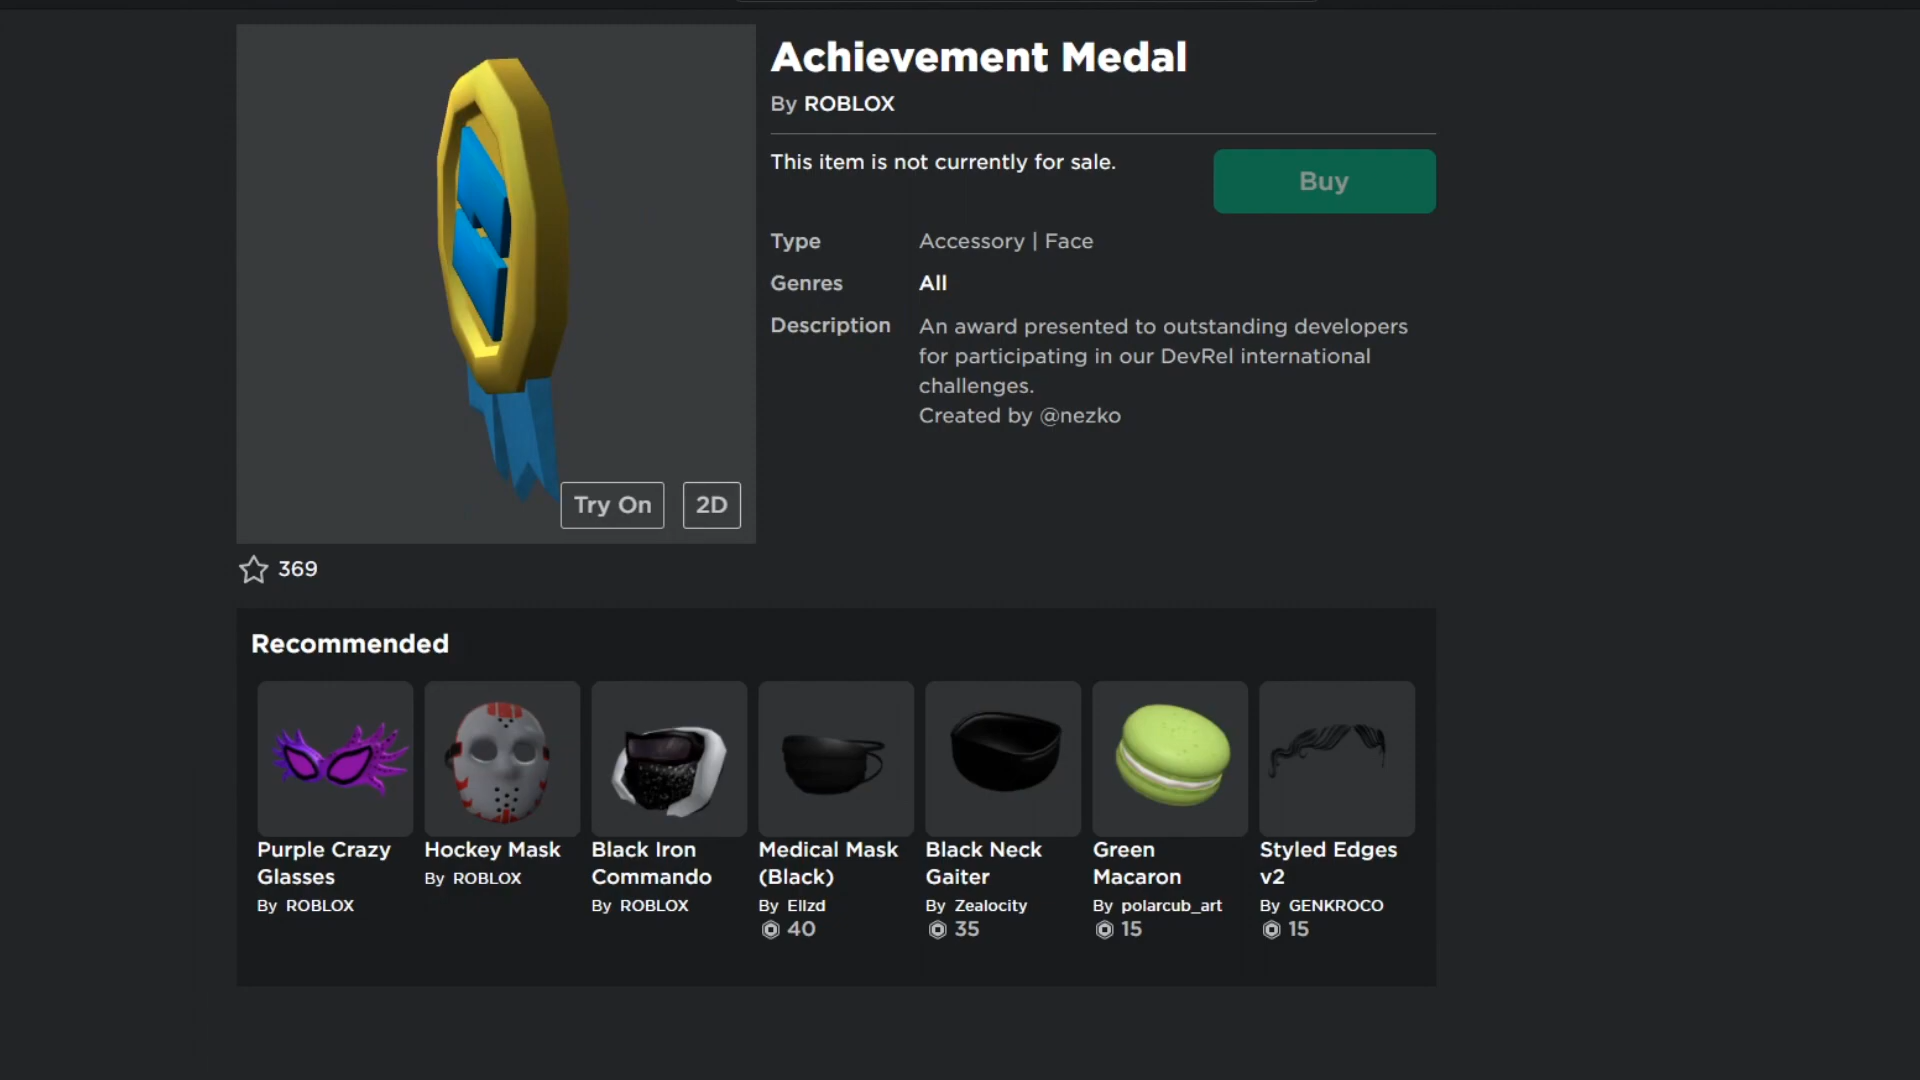 Achievement Medal
By ROBLOX
This item is not currently for sale.
Buy
Type Accessory | Face
Genres All
Description An award presented to outstanding developers
for participating in our DevRel international
challenges.
Created by @nezko
Try On 2D
369
Recommended
Purple Crazy
Glasses
By ROBLOX
Hockey Mask
By ROBLOX
Black Iron
Commando
By ROBLOX
Medical Mask
(Black)
By Ellzd
40
Black Neck
Gaiter
By Zealocity
35
Green
Macaron
By polarcub_art
15
Styled Edges
v2
By GENKROCO
15